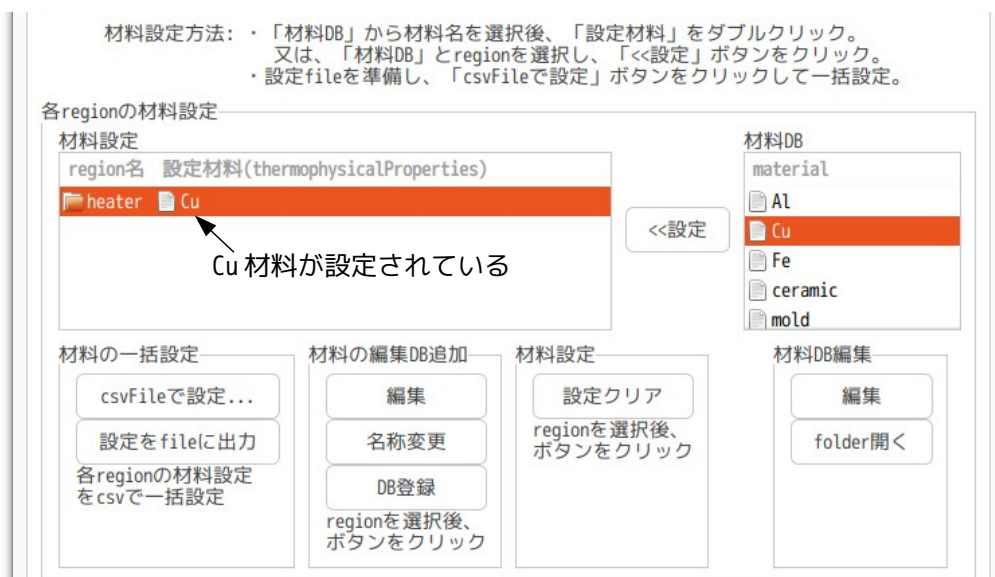 材料設定方法: ・「材料DB」から材料名を選択後、「設定材料」をダブルクリック。
又は、「材料DB」とregionを選択し、「<<設定」ボタンをクリック。
・設定fileを準備し、「csvFileで設定」ボタンをクリックして一括設定。
各regionの材料設定
材料設定
region名 設定材料(thermophysicalProperties)
heater Cu
Cu材料が設定されている
<<設定
材料DB
material
Al
Cu
Fe
ceramic
mold
材料の一括設定
csvFileで設定...
設定をfileに出力
各regionの材料設定
をcsvで一括設定
材料の編集DB追加
編集
名称変更
DB登録
regionを選択後、
ボタンをクリック
材料設定
設定クリア
regionを選択後、
ボタンをクリック
材料DB編集
編集
folder開く